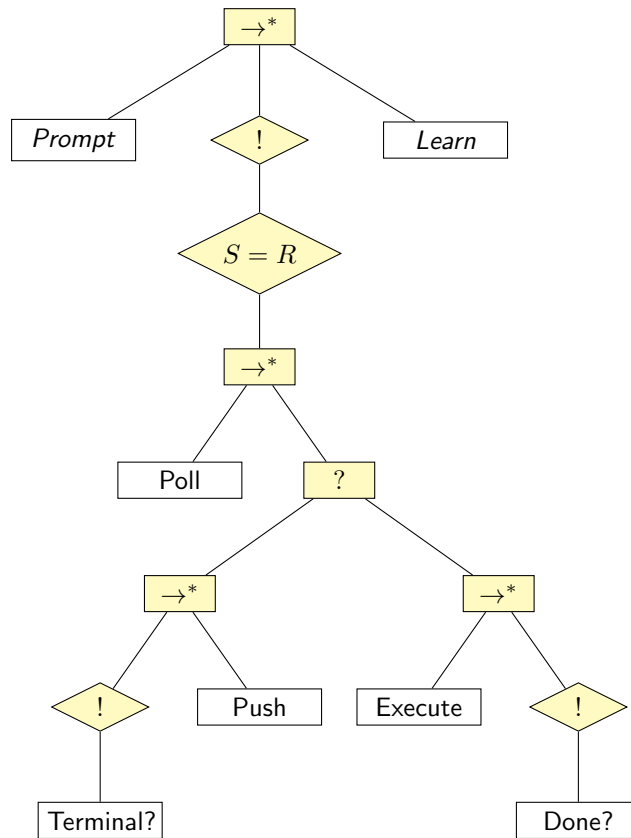 →*
Prompt
!
Learn
S = R
→*
Poll
?
→*
→*
!
Push
Execute
!
Terminal?
Done?